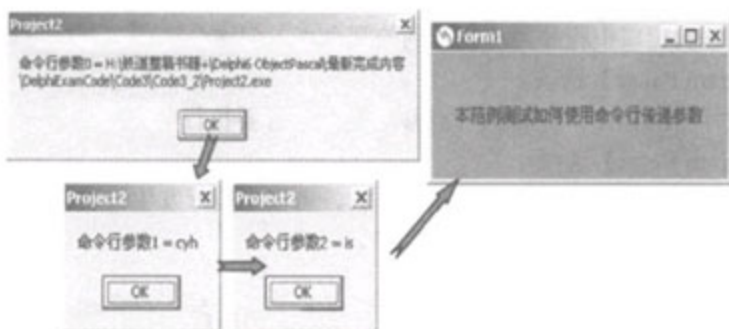 Project2
命令行参数0 = H:\热道整稿书籍+\Delphi6 ObjectPascal\最新完成内容
\DelphiExamCode\Code3\Code3_2\Project2.exe
OK
Form1
本范例测试如何使用命令行传递参数
Project2
命令行参数1 = cyh
OK
Project2
命令行参数2 = is
OK